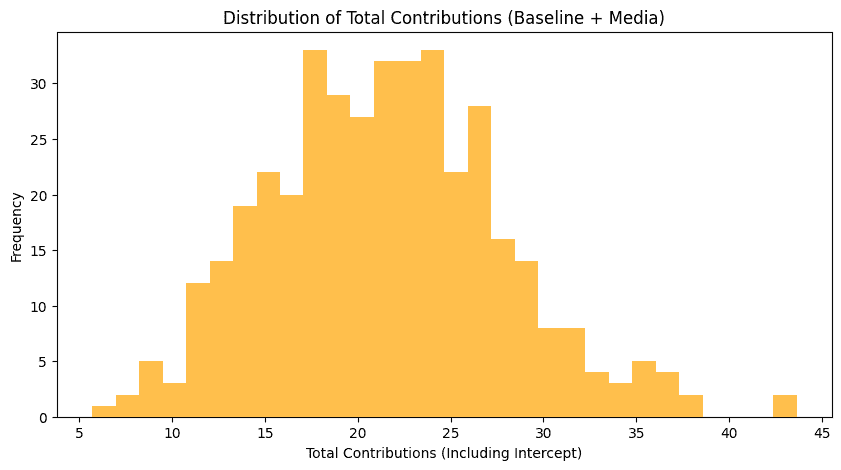 Distribution of Total Contributions (Baseline + Media)
Frequency
30
25
20
15
10
5
0
5 10 15 20 25 30 35 40 45
Total Contributions (Including Intercept)